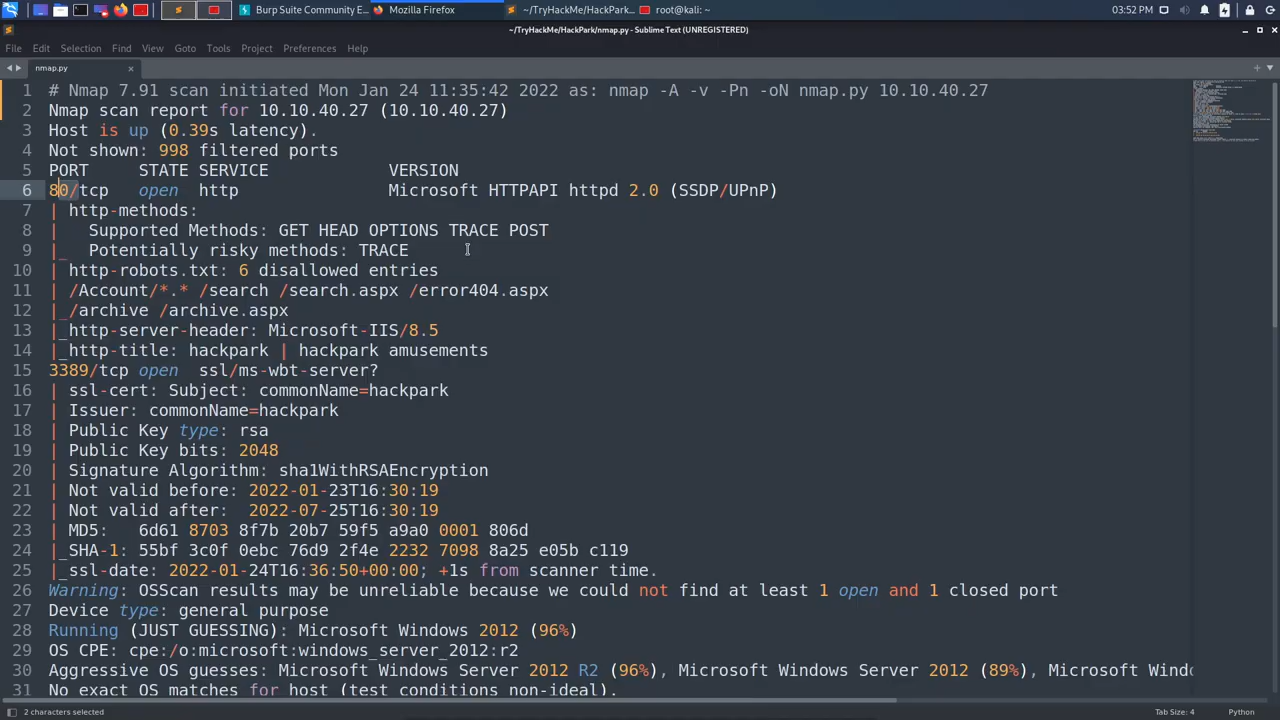 Burp Suite Community E...
Mozilla Firefox
~/TryHackMe/HackPark...
root@kali: ~
03:52
~/TryHackMe/HackPark/nmap.py - Sublime Text (UNREGISTERED)
File Edit Selection Find View Goto Tools Project Preferences Help
nmap.py
1 # Nmap 7.91 scan initiated Mon Jan 24 11:35:42 2022 as: nmap -A -v -Pn -oN nmap.py 10.10.40.27
2 Nmap scan report for 10.10.40.27 (10.10.40.27)
3 Host is up (0.39s latency).
4 Not shown: 998 filtered ports
5 PORT     STATE SERVICE            VERSION
6 80/tcp   open  http               Microsoft HTTPAPI httpd 2.0 (SSDP/UPnP)
7 | http-methods:
8 |   Supported Methods: GET HEAD OPTIONS TRACE POST
9 |_  Potentially risky methods: TRACE
10 | http-robots.txt: 6 disallowed entries
11 | /Account/*.* /search /search.aspx /error404.aspx
12 |_/archive /archive.aspx
13 |_http-server-header: Microsoft-IIS/8.5
14 |_http-title: hackpark | hackpark amusements
15 3389/tcp open  ssl/ms-wbt-server?
16 | ssl-cert: Subject: commonName=hackpark
17 | Issuer: commonName=hackpark
18 | Public Key type: rsa
19 | Public Key bits: 2048
20 | Signature Algorithm: sha1WithRSAEncryption
21 | Not valid before: 2022-01-23T16:30:19
22 | Not valid after:  2022-07-25T16:30:19
23 | MD5:   6d61 8703 8f7b 20b7 59f5 a9a0 0001 806d
24 |_SHA-1: 55bf 3c0f 0ebc 76d9 2f4e 2232 7098 8a25 e05b c119
25 |_ssl-date: 2022-01-24T16:36:50+00:00; +1s from scanner time.
26 Warning: OSScan results may be unreliable because we could not find at least 1 open and 1 closed port
27 Device type: general purpose
28 Running (JUST GUESSING): Microsoft Windows 2012 (96%)
29 OS CPE: cpe:/o:microsoft:windows_server_2012:r2
30 Aggressive OS guesses: Microsoft Windows Server 2012 R2 (96%), Microsoft Windows Server 2012 (89%), Microsoft Windo
31 No exact OS matches for host (test conditions non-ideal).
2 characters selected
Tab Size: 4
Python